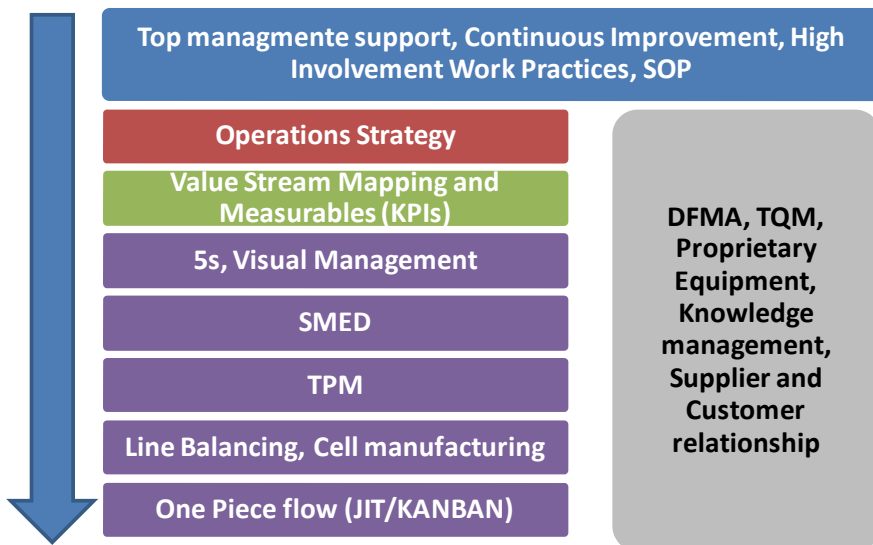 Top managmente support, Continuous Improvement, High
Involvement Work Practices, SOP
Operations Strategy
Value Stream Mapping and
Measurables (KPIs)
5s, Visual Management
SMED
TPM
Line Balancing, Cell manufacturing
One Piece flow (JIT/KANBAN)
DFMA, TQM,
Proprietary
Equipment,
Knowledge
management,
Supplier and
Customer
relationship